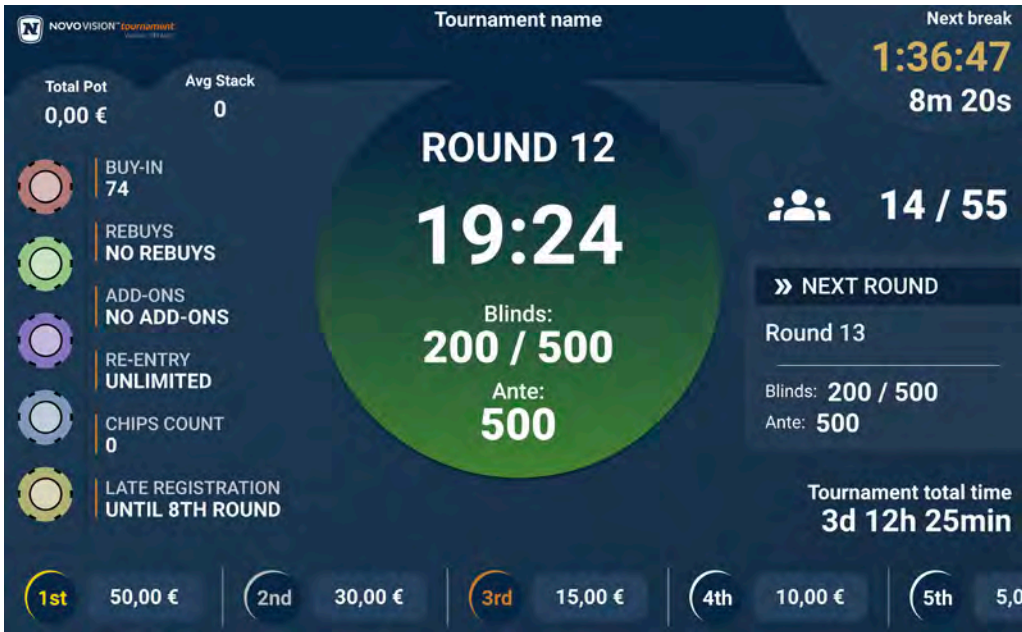 N NOVOVISION™ tournament
Tournament name
Next break
1:36:47
8m 20s
Total Pot
0,00 €
Avg Stack
0
BUY-IN
74
REBUYS
NO REBUYS
ADD-ONS
NO ADD-ONS
RE-ENTRY
UNLIMITED
CHIPS COUNT
0
LATE REGISTRATION
UNTIL 8TH ROUND
ROUND 12
19:24
Blinds:
200 / 500
Ante:
500
14 / 55
» NEXT ROUND
Round 13
Blinds: 200 / 500
Ante: 500
Tournament total time
3d 12h 25min
1st 50,00 € 2nd 30,00 € 3rd 15,00 € 4th 10,00 € 5th 5,0